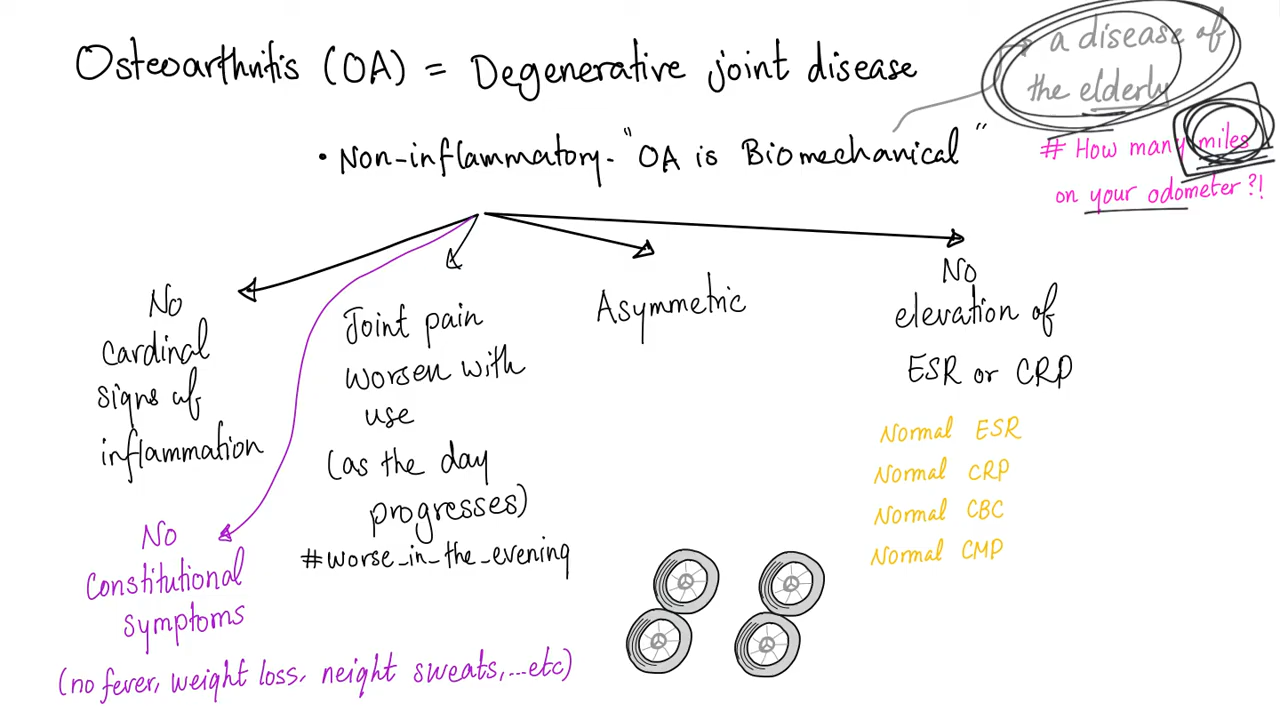 Osteoarthritis (OA) = Degenerative joint disease
a disease of
the elderly
• Non-inflammatory - "OA is Biomechanical"
# How many miles
on your odometer?!
No
cardinal
signs of
inflammation
Joint pain
worsen with
use
(as the day
progresses)
#worse_in_the_evening
Asymmetric
No
elevation of
ESR or CRP
Normal ESR
Normal CRP
Normal CBC
Normal CMP
No
Constitutional
symptoms
(no fever, weight loss, neight sweats,...etc)